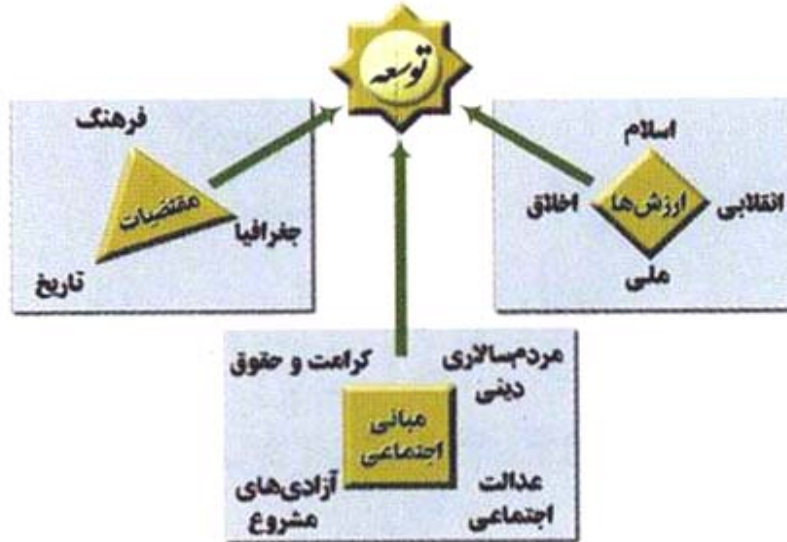 توسعه
اسلام
ارزش‌ها
انقلابی
اخلاق
ملی
فرهنگ
مقتضیات
جغرافیا
تاریخ
مردم‌سالاری
دینی
کرامت و حقوق
مبانی
اجتماعی
عدالت
اجتماعی
آزادی‌های
مشروع